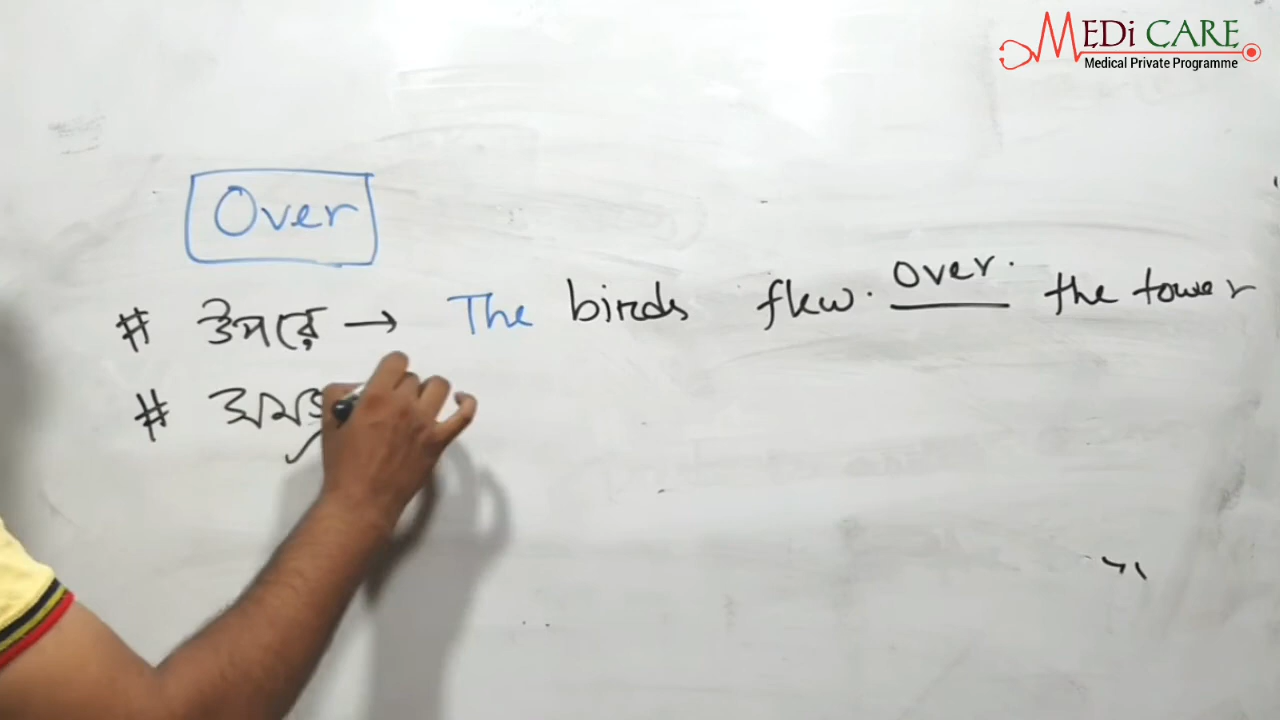 MEDi CARE
Medical Private Programme
Over
# উপরে → The birds flew. over. the tower
#